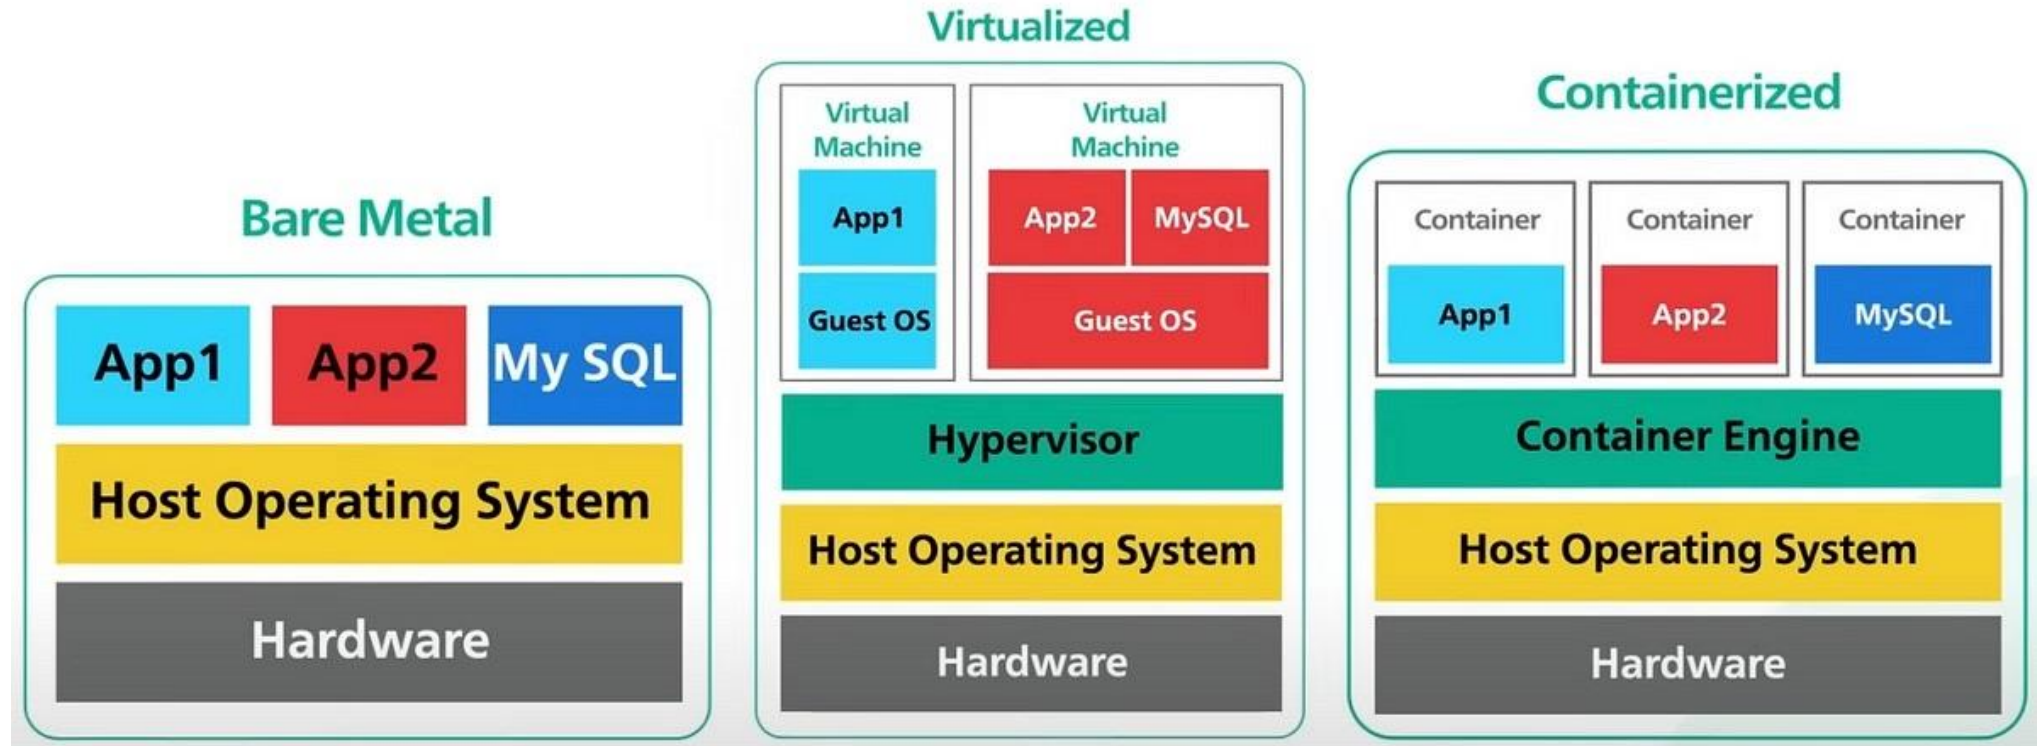 Bare Metal
App1
App2
My SQL
Host Operating System
Hardware
Virtualized
Virtual
Machine
App1
Guest OS
Virtual
Machine
App2
MySQL
Guest OS
Hypervisor
Host Operating System
Hardware
Containerized
Container
App1
Container
App2
Container
MySQL
Container Engine
Host Operating System
Hardware